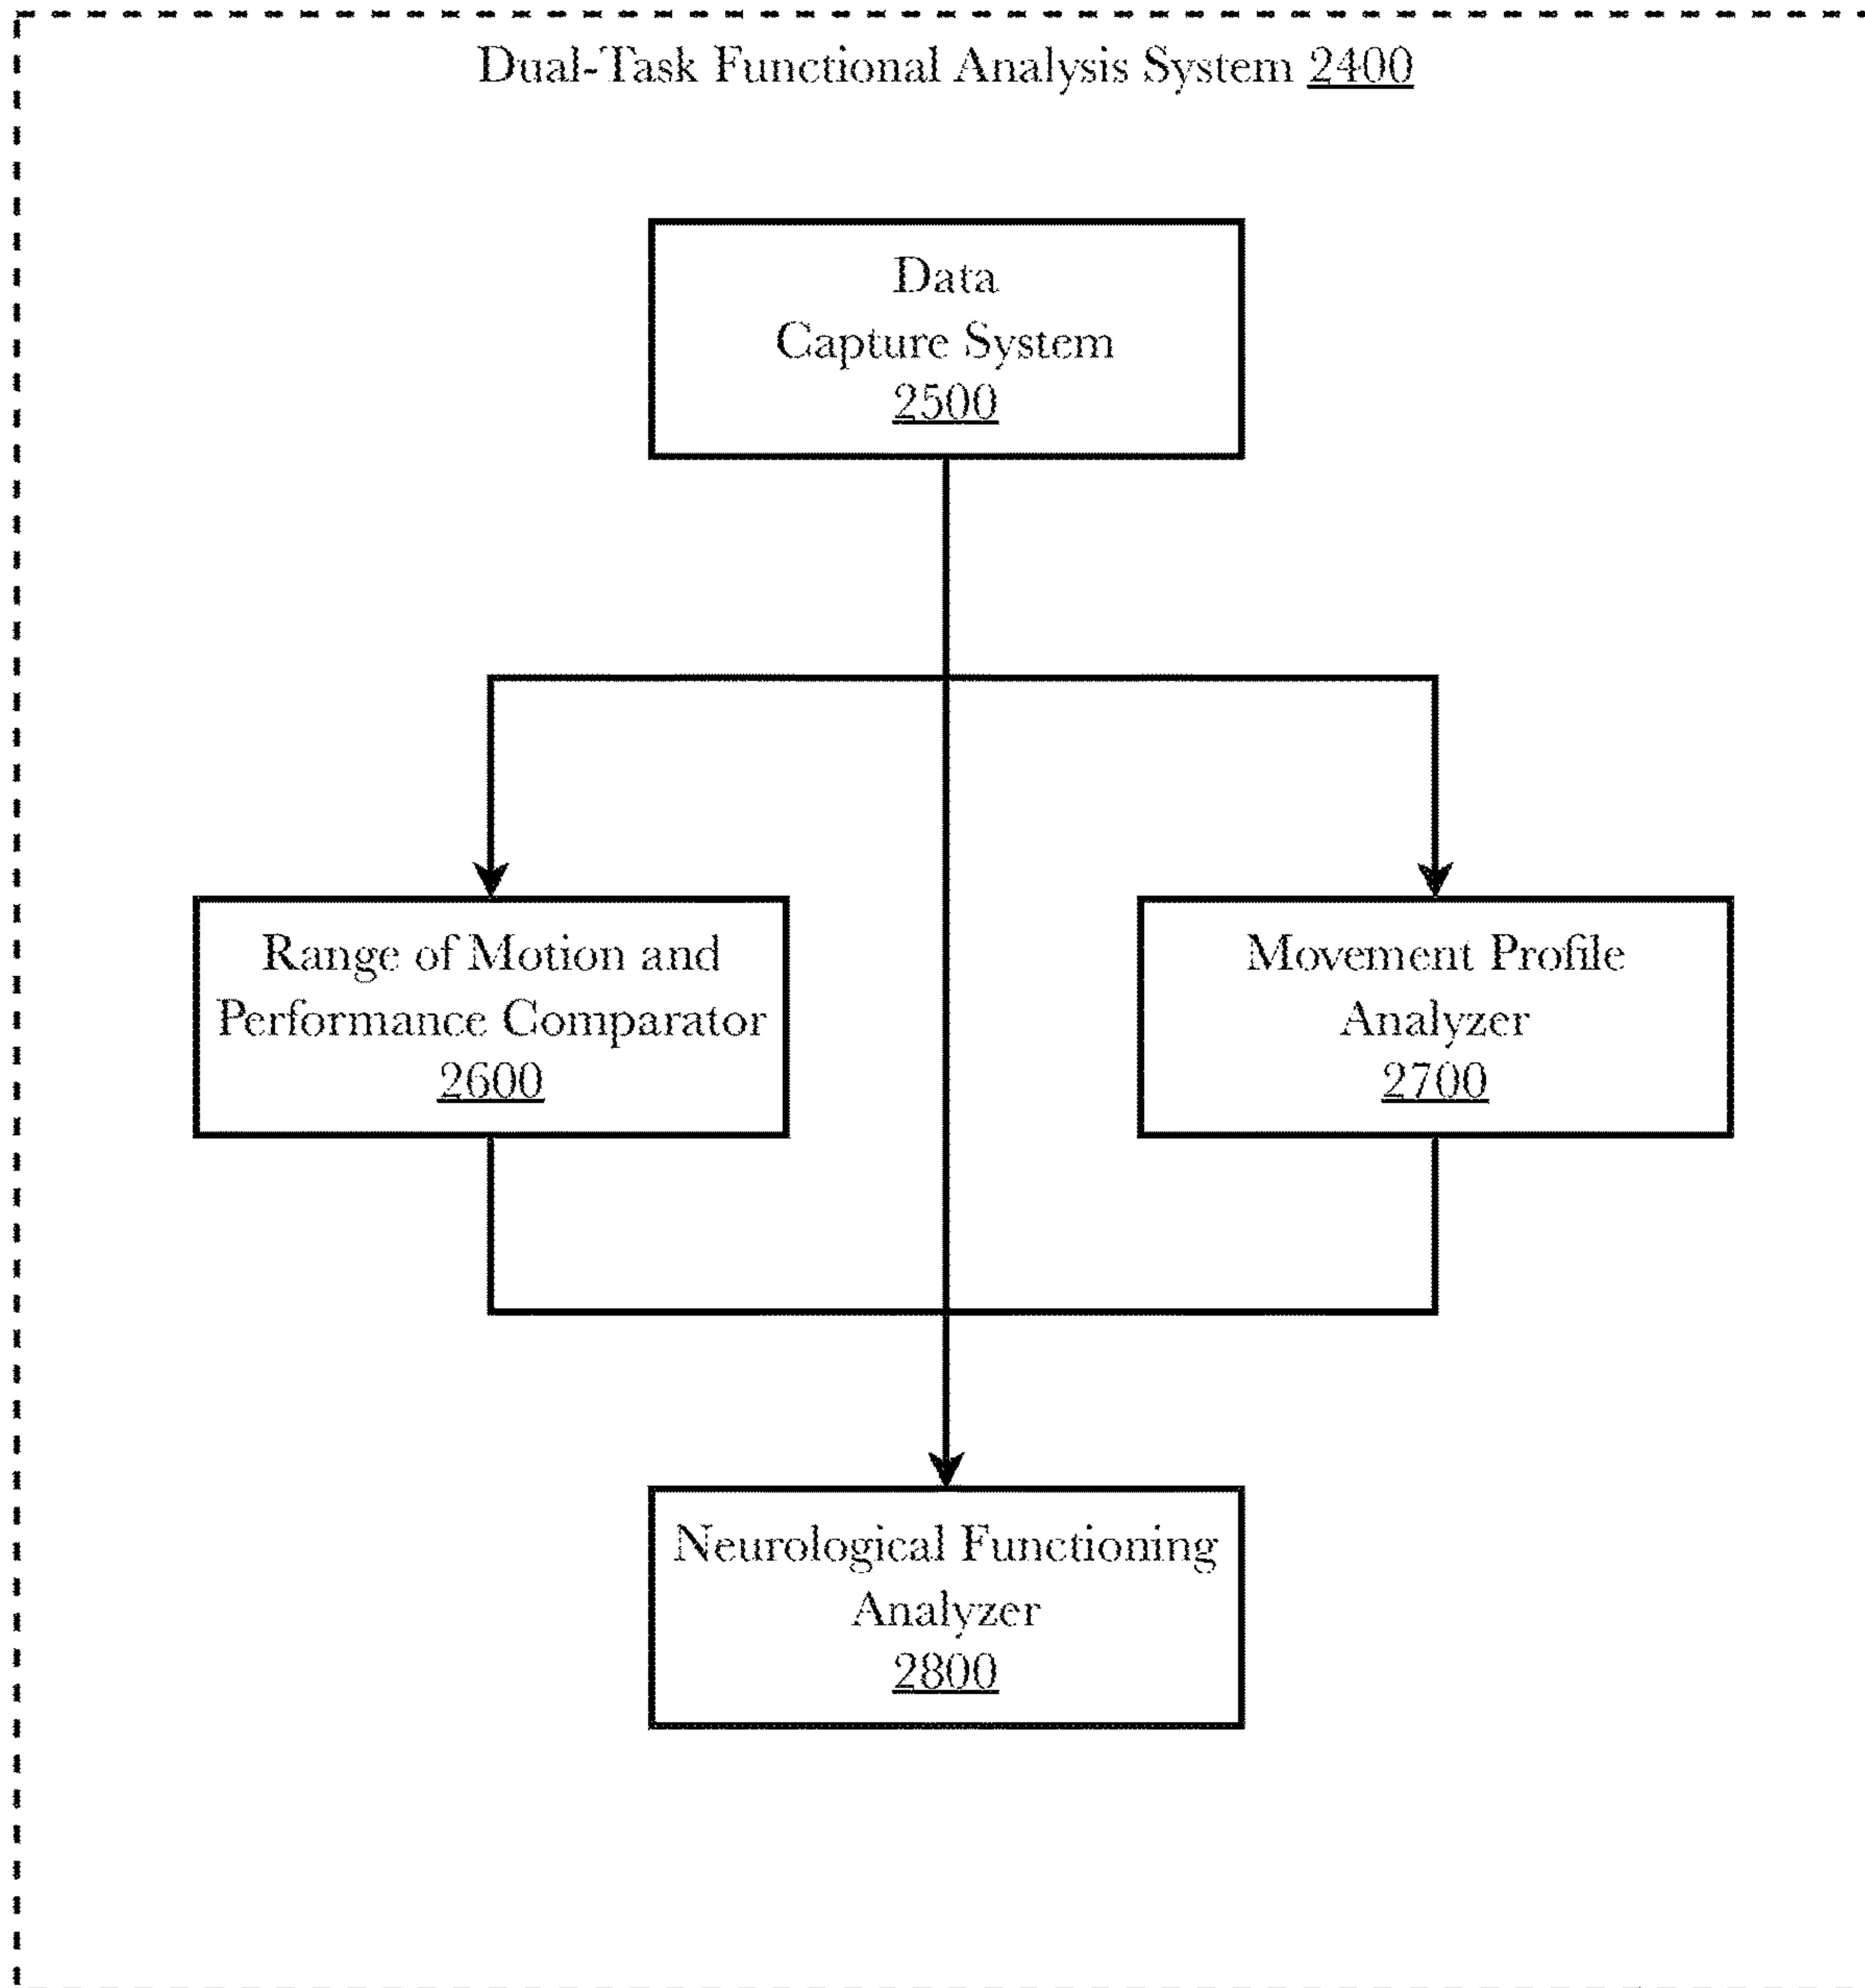 Dual-Task Functional Analysis System 2400
Data
Capture System
2500
Range of Motion and
Performance Comparator
2600
Movement Profile
Analyzer
2700
Neurological Functioning
Analyzer
2800